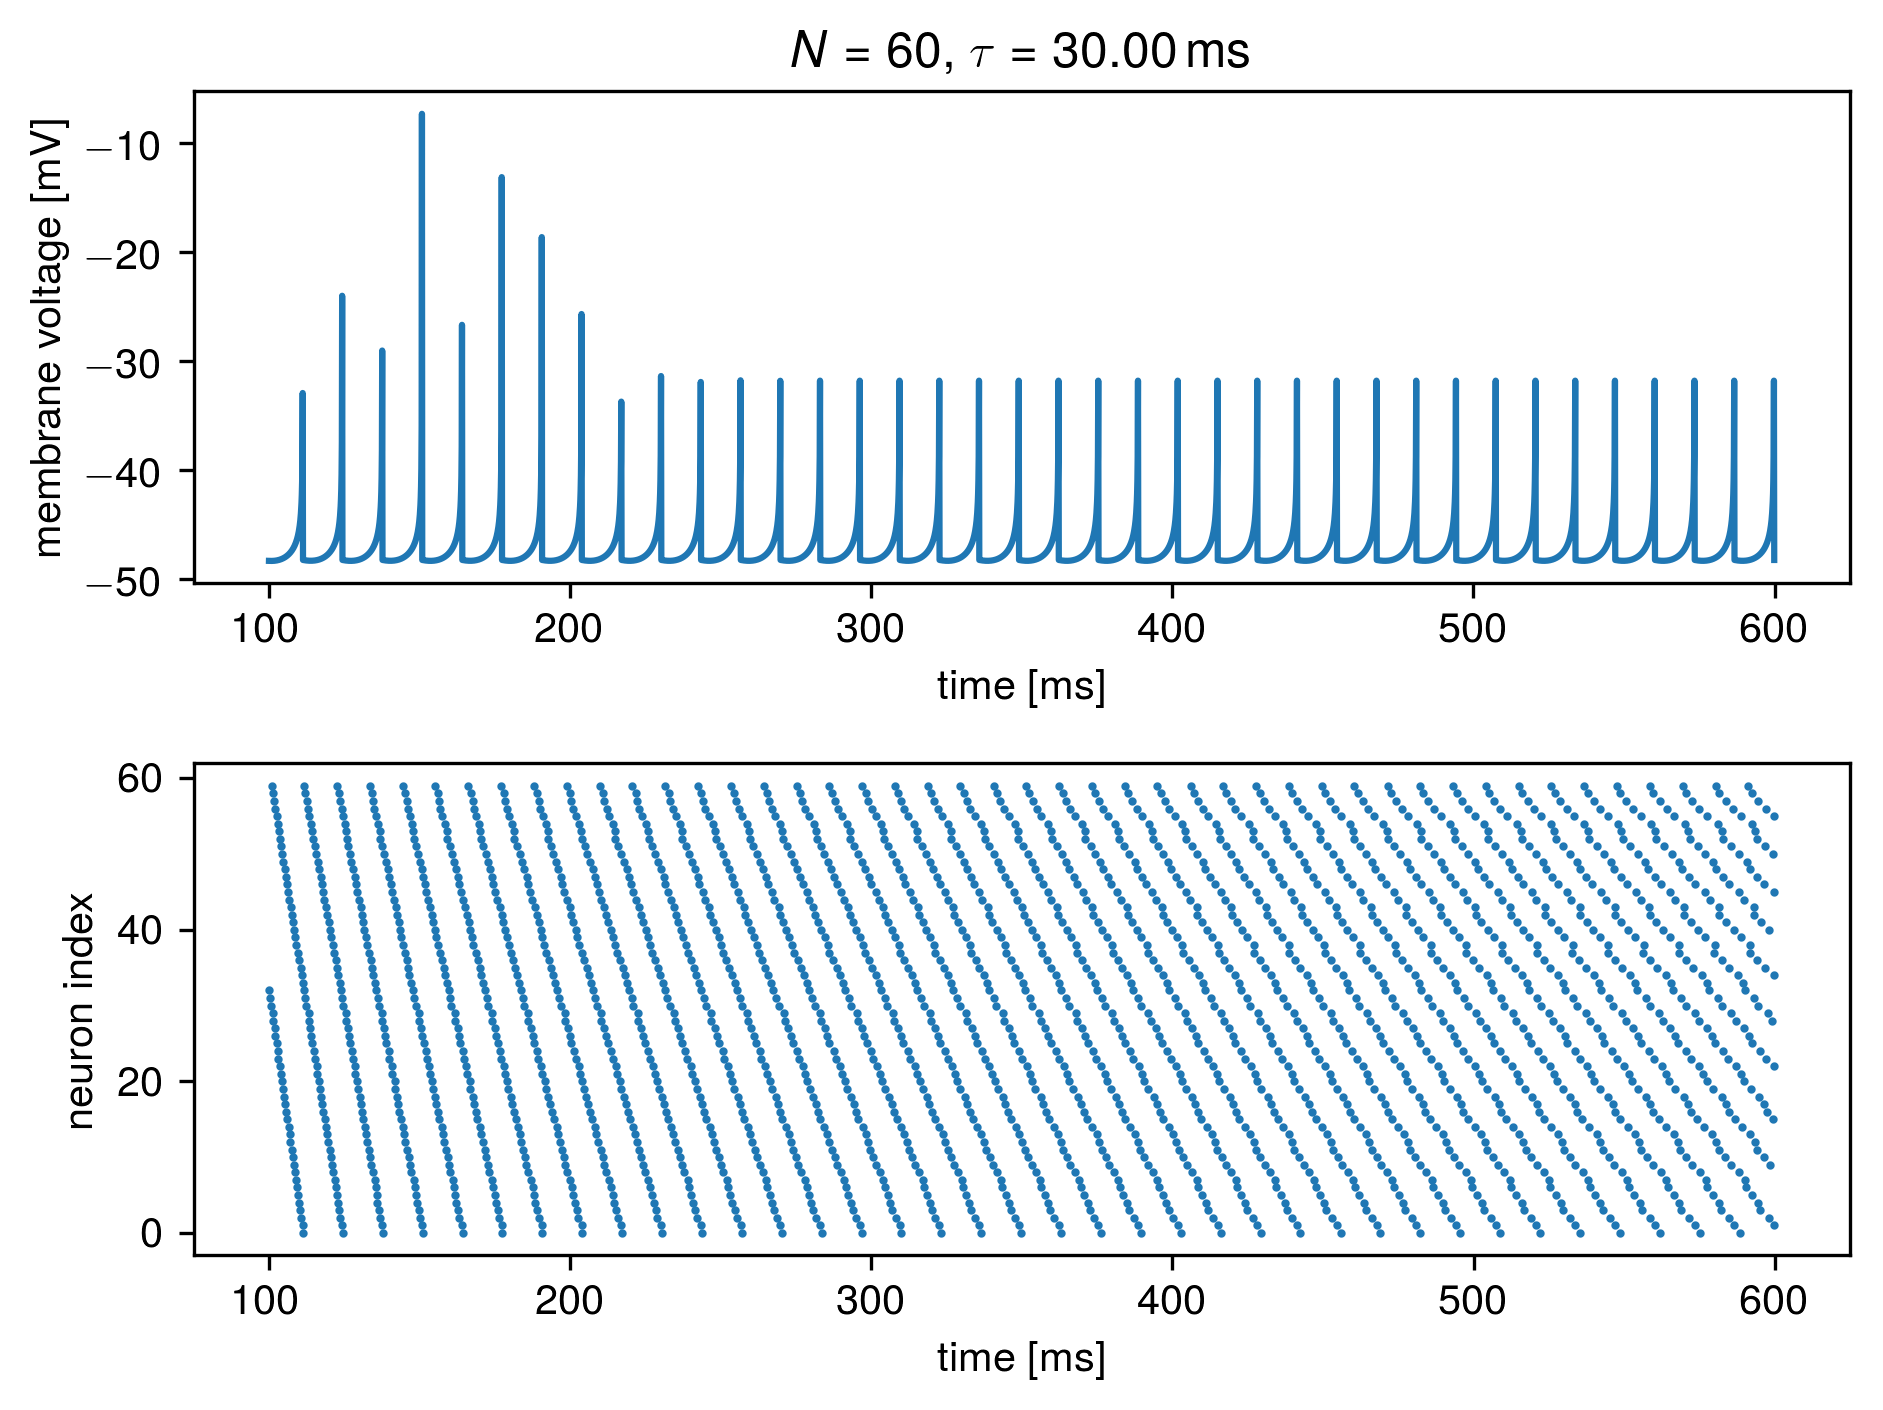 N = 60, τ = 30.00 ms
membrane voltage [mV]
−10
−20
−30
−40
−50
100 200 300 400 500 600
time [ms]
neuron index
60
40
20
0
100 200 300 400 500 600
time [ms]